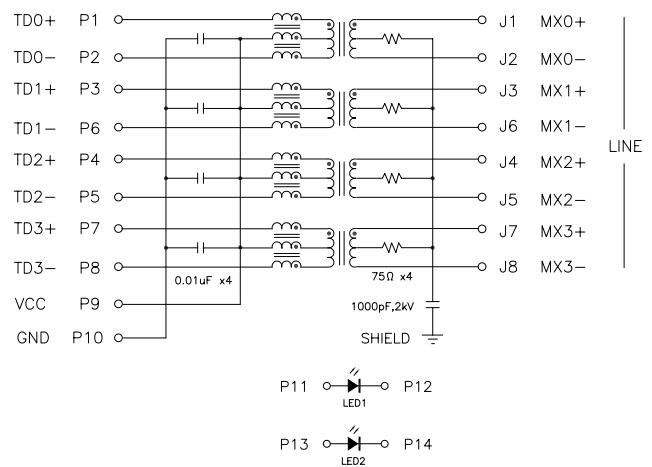 TD0+ P1 J1 MX0+
TD0− P2 J2 MX0−
TD1+ P3 J3 MX1+
TD1− P6 J6 MX1−
LINE
TD2+ P4 J4 MX2+
TD2− P5 J5 MX2−
TD3+ P7 J7 MX3+
TD3− P8 J8 MX3−
0.01uF x4 75Ω x4
VCC P9
1000pF,2kV
GND P10 SHIELD
P11 P12
LED1
P13 P14
LED2